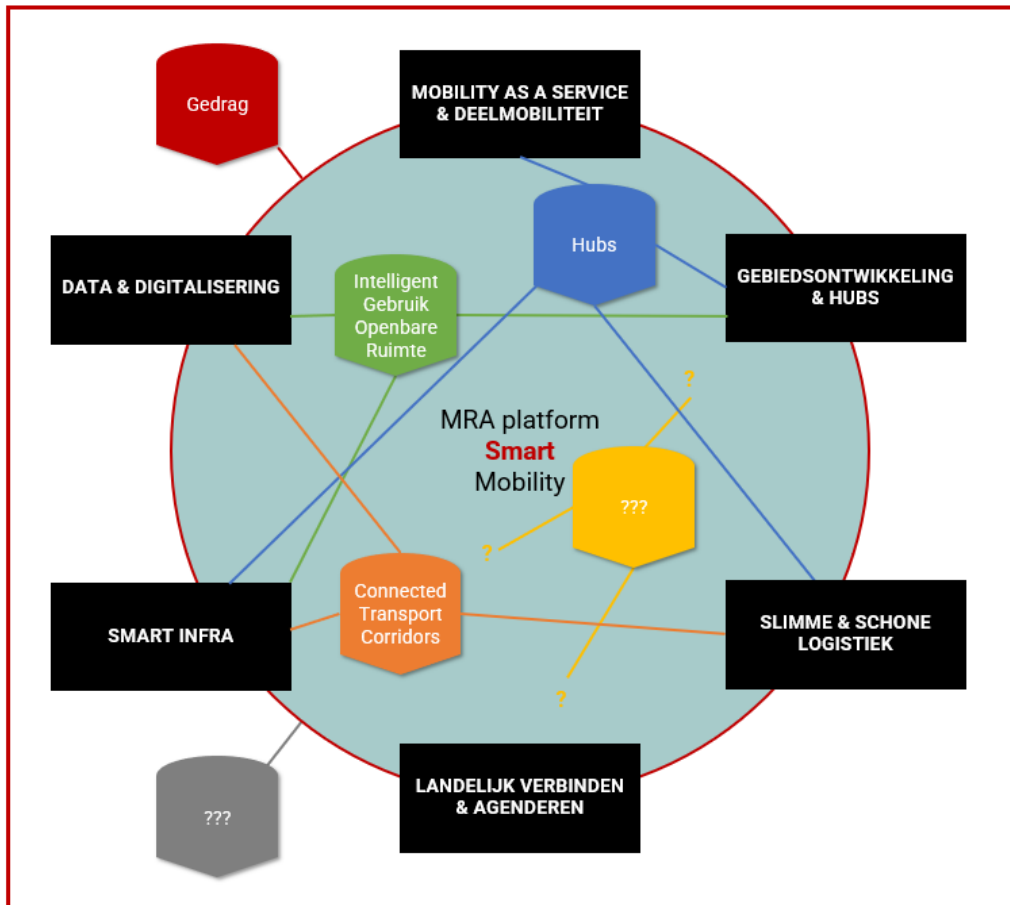 Gedrag
MOBILITY AS A SERVICE
& DEELMOBILITEIT
Hubs
DATA & DIGITALISERING
Intelligent
Gebruik
Openbare
Ruimte
GEBIEDSONTWIKKELING
& HUBS
?
MRA platform
Smart
Mobility
???
?
Connected
Transport
Corridors
SMART INFRA
SLIMME & SCHONE
LOGISTIEK
?
LANDELIJK VERBINDEN
& AGENDEREN
???